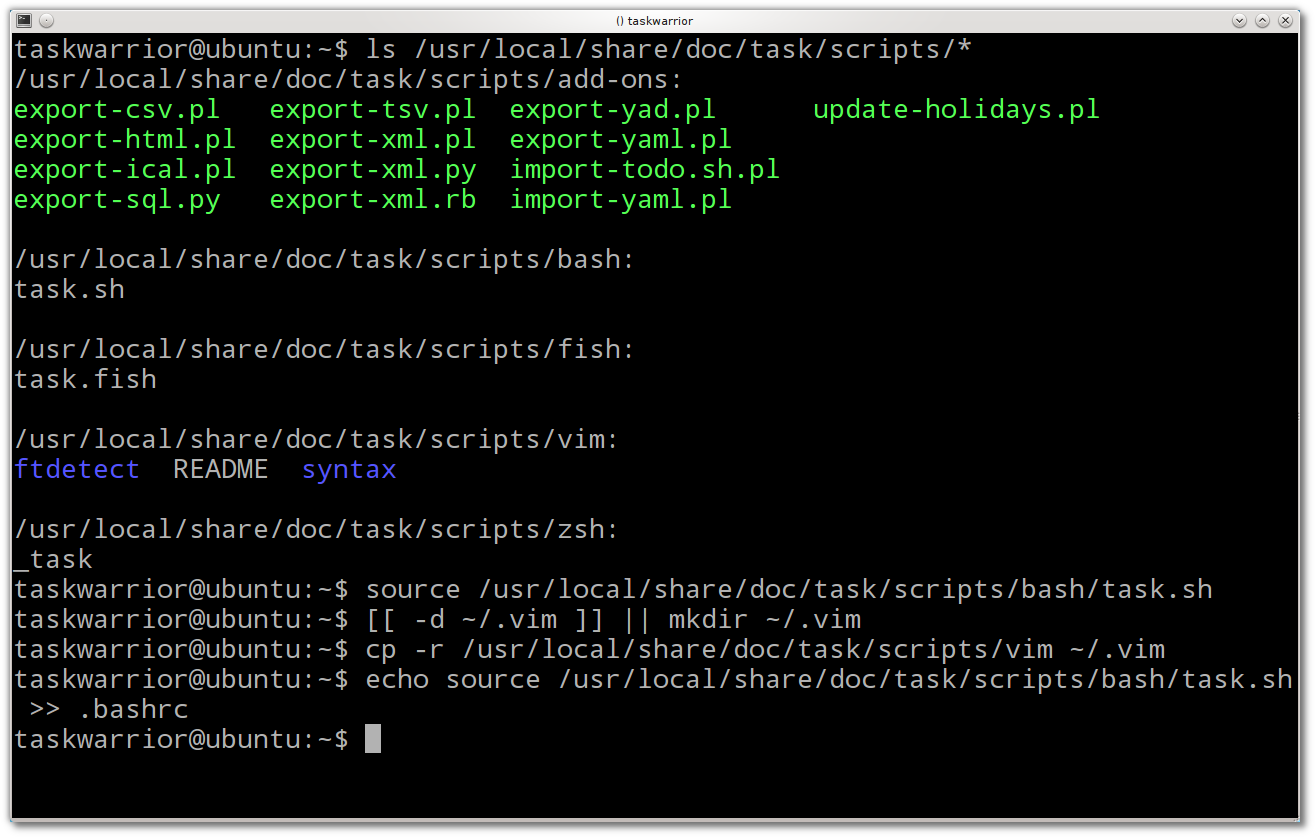 () taskwarrior
taskwarrior@ubuntu:~$ ls /usr/local/share/doc/task/scripts/*
/usr/local/share/doc/task/scripts/add-ons:
export-csv.pl   export-tsv.pl  export-yad.pl      update-holidays.pl
export-html.pl  export-xml.pl  export-yaml.pl
export-ical.pl  export-xml.py  import-todo.sh.pl
export-sql.py   export-xml.rb  import-yaml.pl

/usr/local/share/doc/task/scripts/bash:
task.sh

/usr/local/share/doc/task/scripts/fish:
task.fish

/usr/local/share/doc/task/scripts/vim:
ftdetect  README  syntax

/usr/local/share/doc/task/scripts/zsh:
_task
taskwarrior@ubuntu:~$ source /usr/local/share/doc/task/scripts/bash/task.sh
taskwarrior@ubuntu:~$ [[ -d ~/.vim ]] || mkdir ~/.vim
taskwarrior@ubuntu:~$ cp -r /usr/local/share/doc/task/scripts/vim ~/.vim
taskwarrior@ubuntu:~$ echo source /usr/local/share/doc/task/scripts/bash/task.sh
 >> .bashrc
taskwarrior@ubuntu:~$